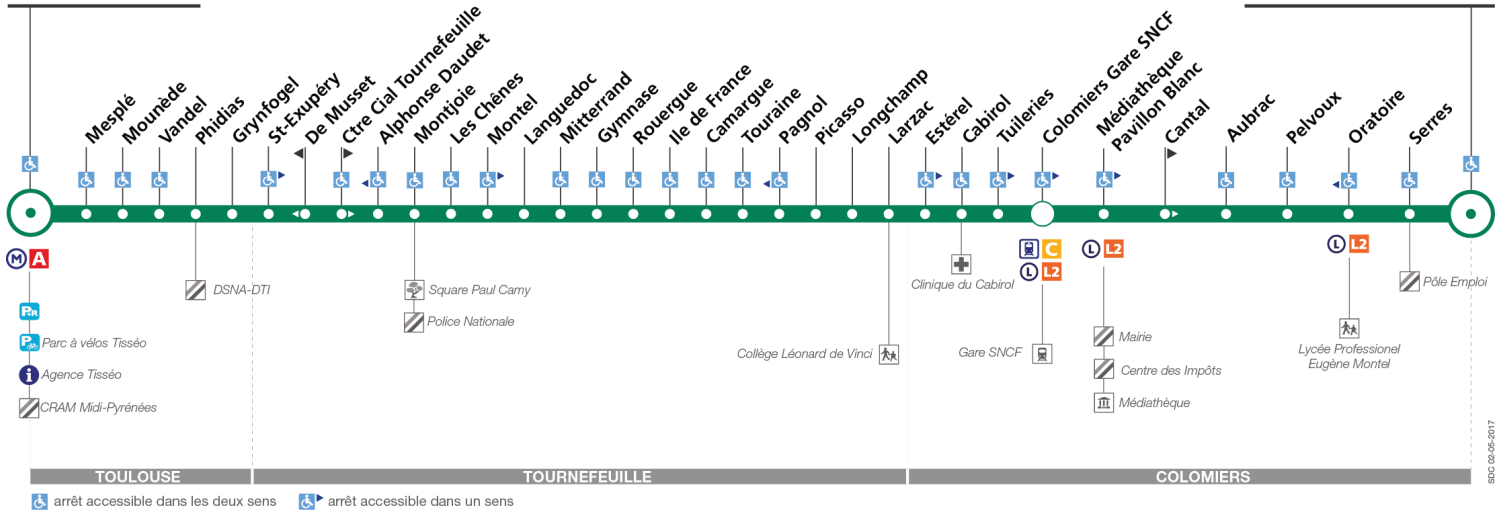 Mesplé
Mounède
Vandel
Phidias
Grynfogel
St-Exupéry
De Musset
Ctre Cial Tournefeuille
Alphonse Daudet
Montjoie
Les Chênes
Montel
Languedoc
Mitterrand
Gymnase
Rouergue
Ile de France
Camargue
Touraine
Pagnol
Picasso
Longchamp
Larzac
Estérel
Cabirol
Tuileries
Colomiers Gare SNCF
Médiathèque
Pavillon Blanc
Cantal
Aubrac
Pelvoux
Oratoire
Serres
M A
P+R
P
Parc à vélos Tisséo
i
Agence Tisséo
CRAM Midi-Pyrénées
DSNA-DTI
Square Paul Camy
Police Nationale
Collège Léonard de Vinci
Clinique du Cabirol
C
L L2
Gare SNCF
L L2
Mairie
Centre des Impôts
Médiathèque
L L2
Lycée Professionel
Eugène Montel
Pôle Emploi
TOULOUSE
TOURNEFEUILLE
COLOMIERS
arrêt accessible dans les deux sens
arrêt accessible dans un sens
SDC 02-05-2017